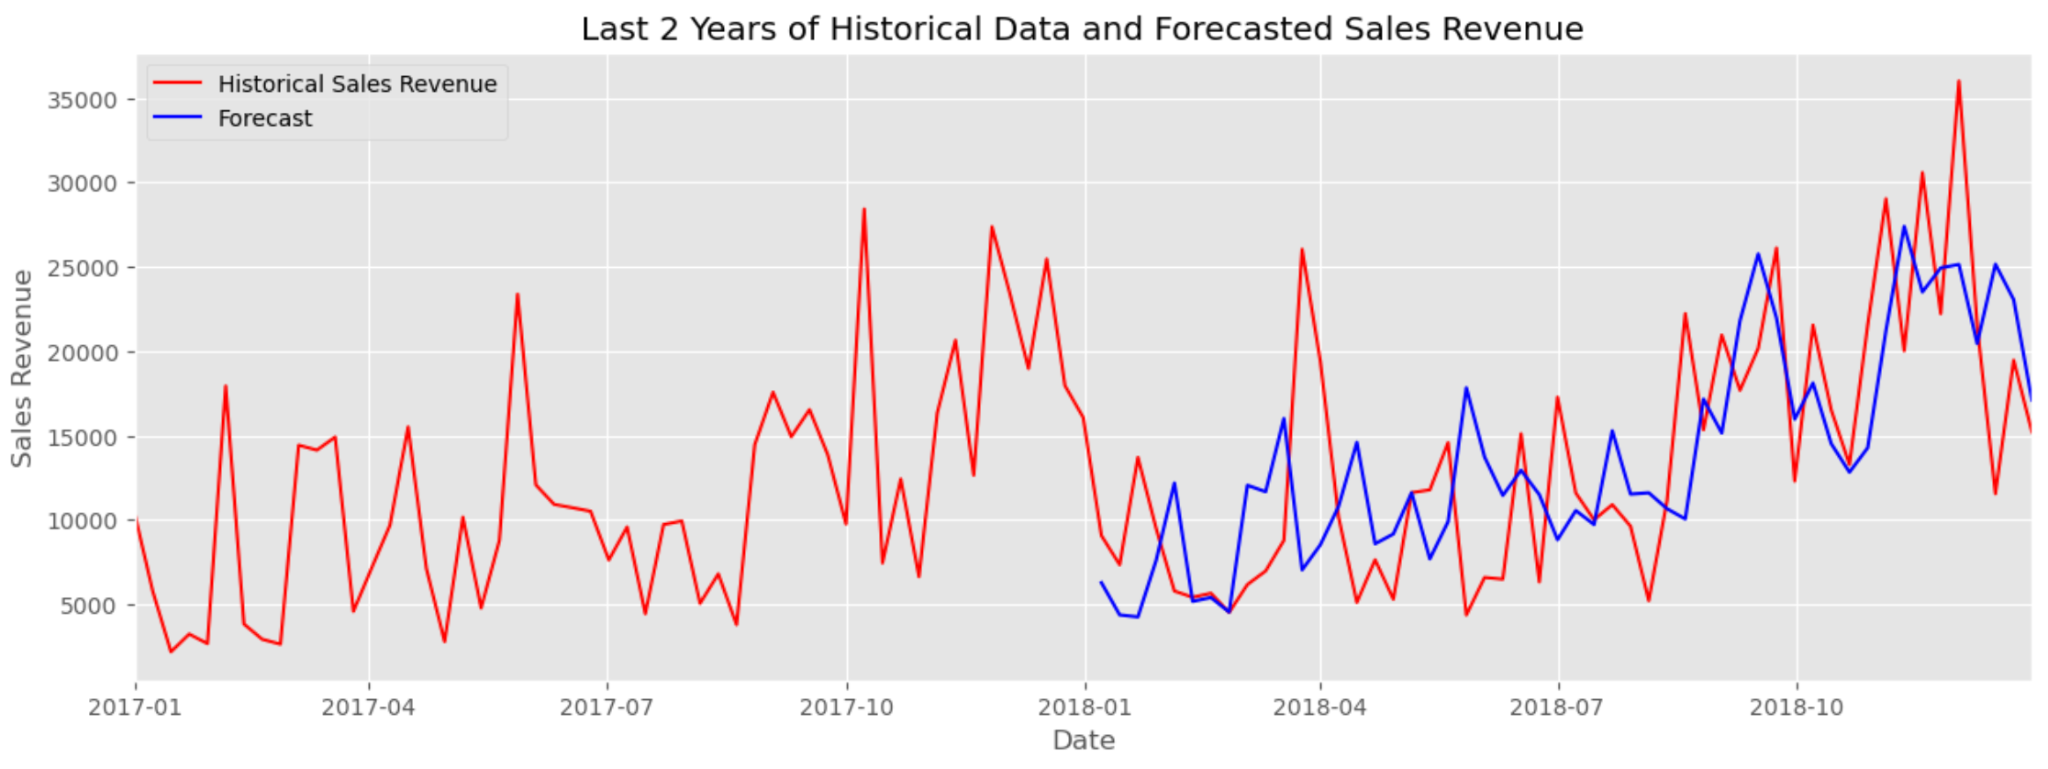 Last 2 Years of Historical Data and Forecasted Sales Revenue
Historical Sales Revenue
Forecast
35000
30000
25000
20000
15000
10000
5000
Sales Revenue
2017-01 2017-04 2017-07 2017-10 2018-01 2018-04 2018-07 2018-10
Date